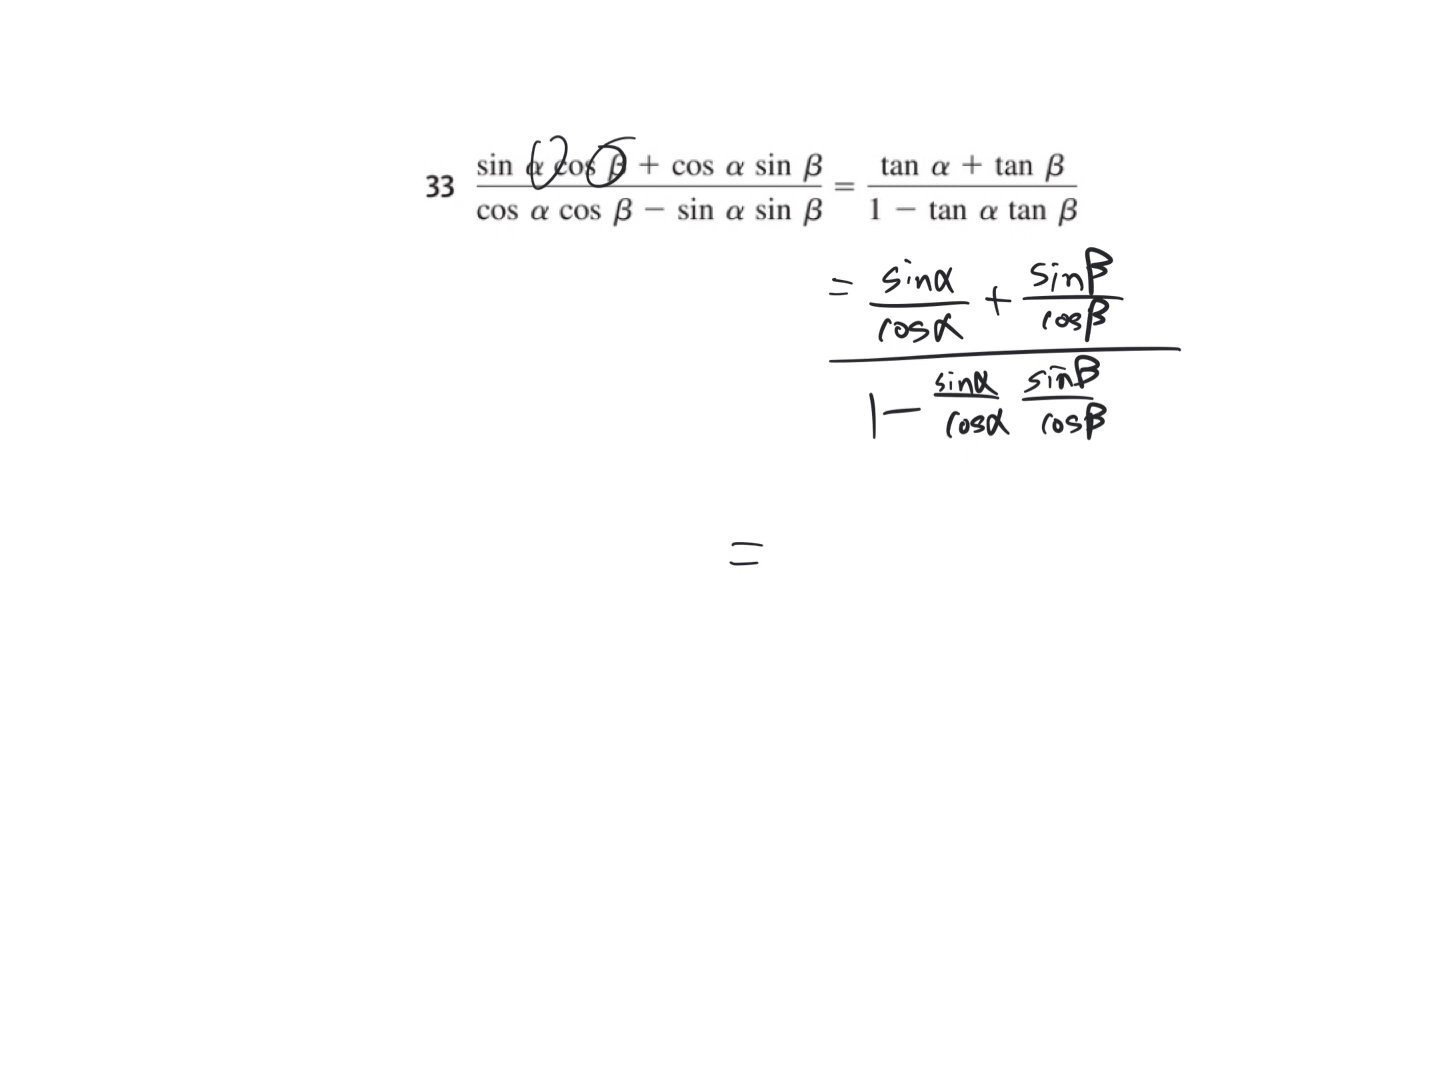 33 (sin α cos β + cos α sin β)/(cos α cos β − sin α sin β) = (tan α + tan β)/(1 − tan α tan β)
= sinα/cosα + sinβ/cosβ
1 − sinα/cosα sinβ/cosβ
=